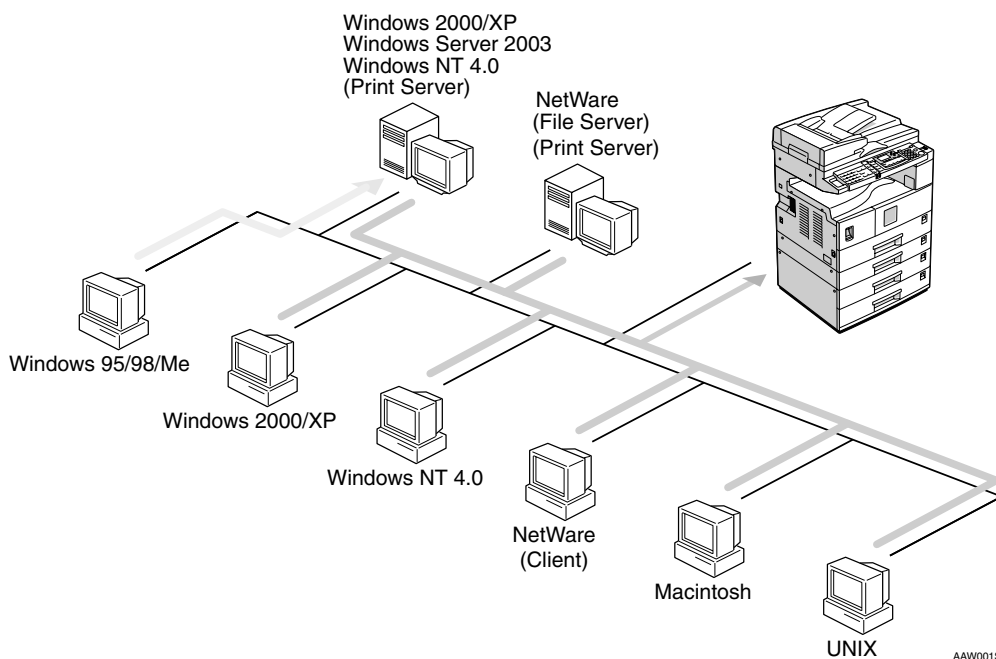 Windows 2000/XP
Windows Server 2003
Windows NT 4.0
(Print Server)
NetWare
(File Server)
(Print Server)
Windows 95/98/Me
Windows 2000/XP
Windows NT 4.0
NetWare
(Client)
Macintosh
UNIX